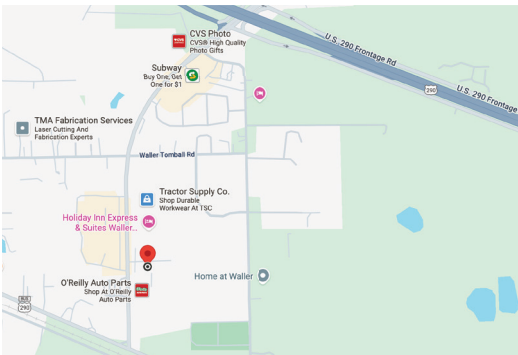 CVS Photo
CVS® High Quality
Photo Gifts
U.S. 290 Frontage Rd
Subway
Buy One, Get
One for $1
290
U.S. 290 Frontage
TMA Fabrication Services
Laser Cutting And
Fabrication Experts
Waller Tomball Rd
Tractor Supply Co.
Shop Durable
Workwear At TSC
Holiday Inn Express
& Suites Waller...
Home at Waller
O'Reilly Auto Parts
Shop At O'Reilly
Auto Parts
BUS
290